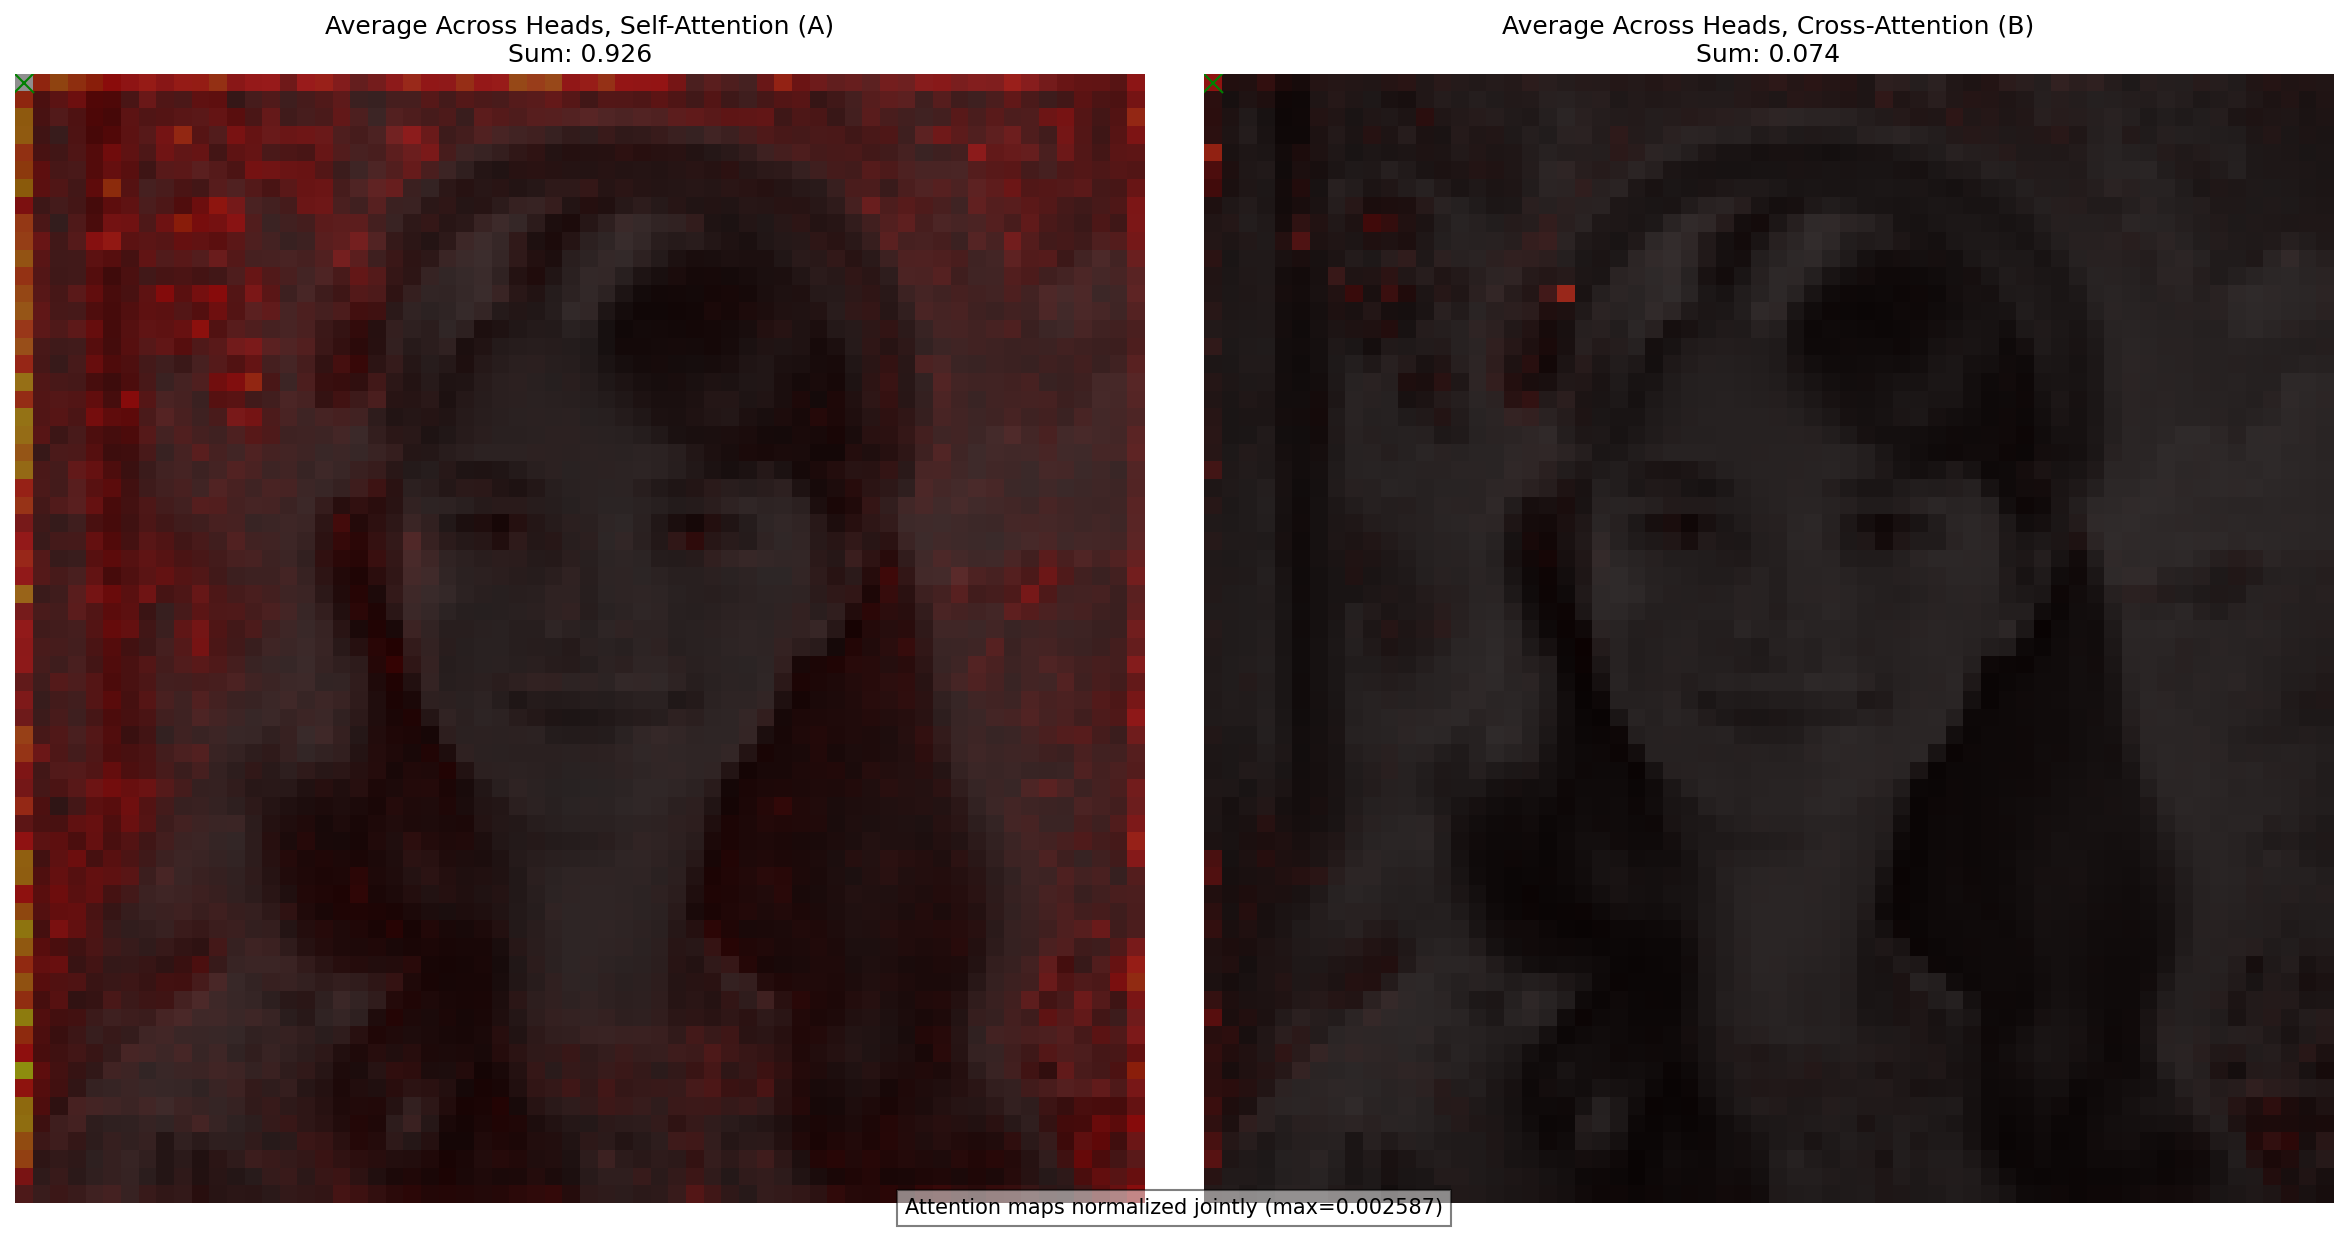 Average Across Heads, Self-Attention (A)
Sum: 0.926
Average Across Heads, Cross-Attention (B)
Sum: 0.074
Attention maps normalized jointly (max=0.002587)